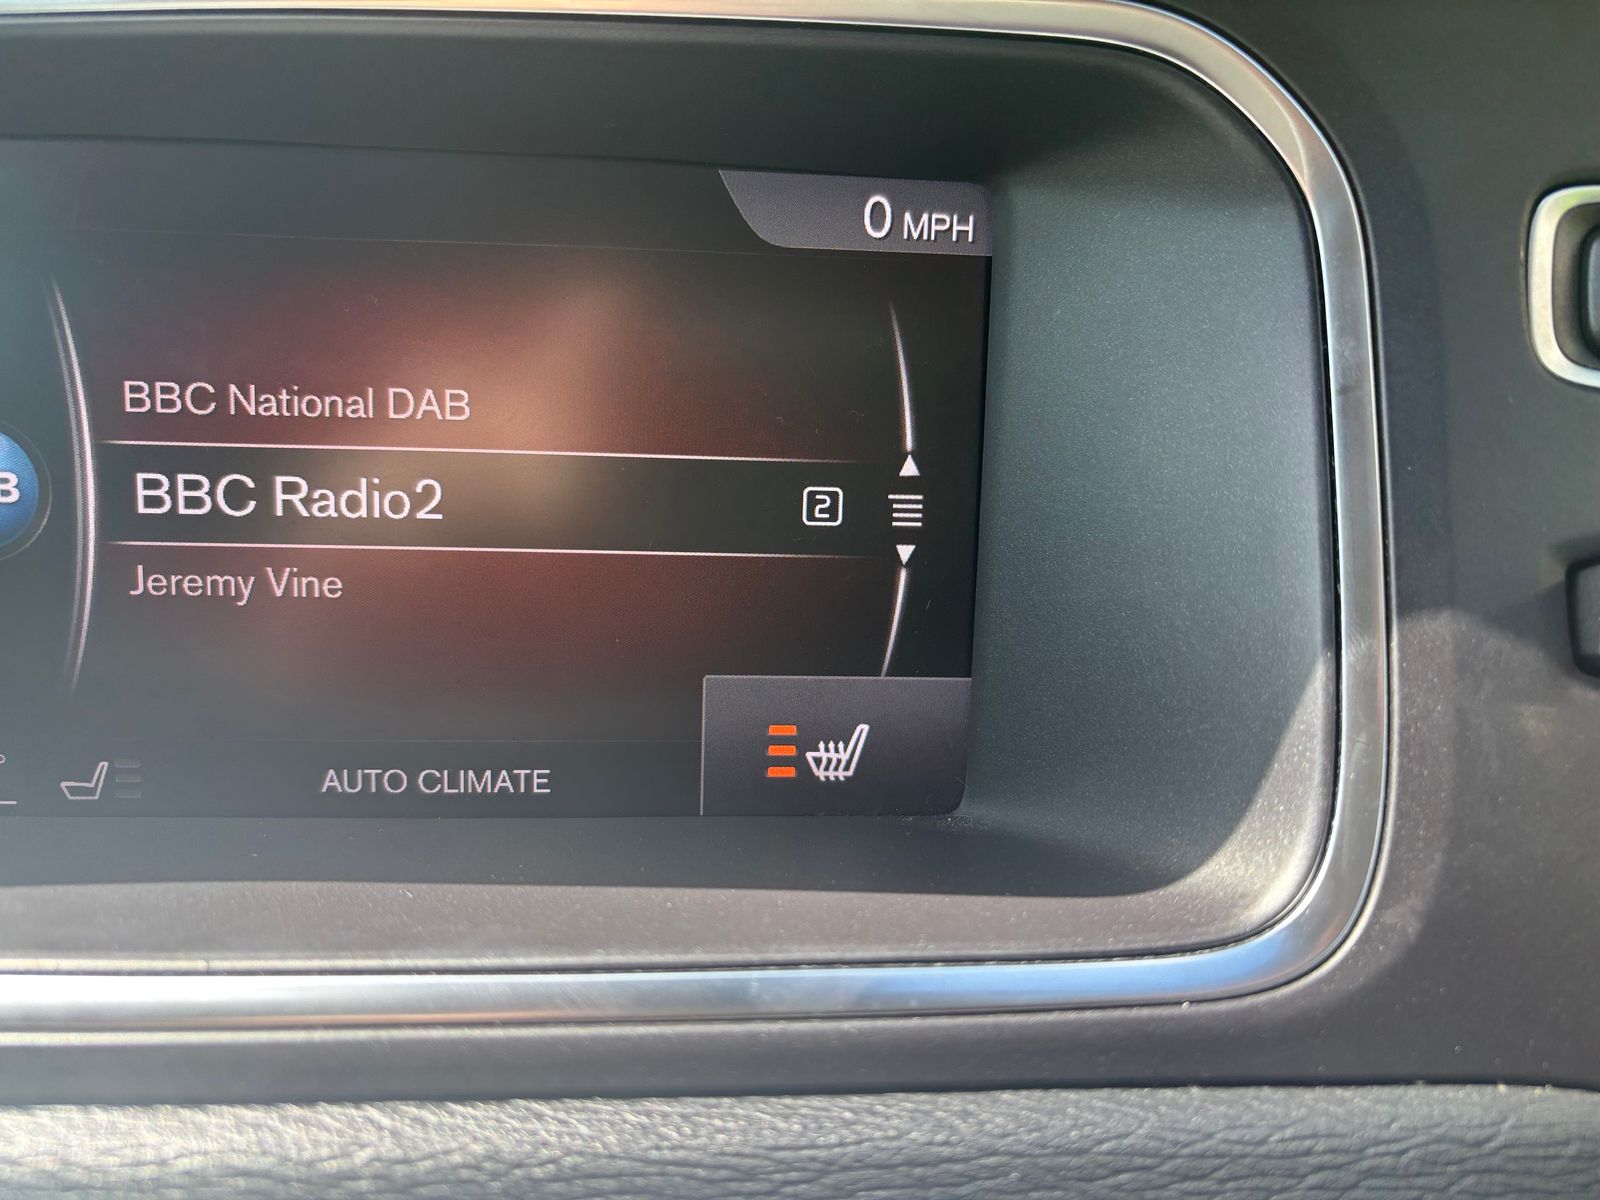 0 MPH
BBC National DAB
BBC Radio2 2
Jeremy Vine
AUTO CLIMATE